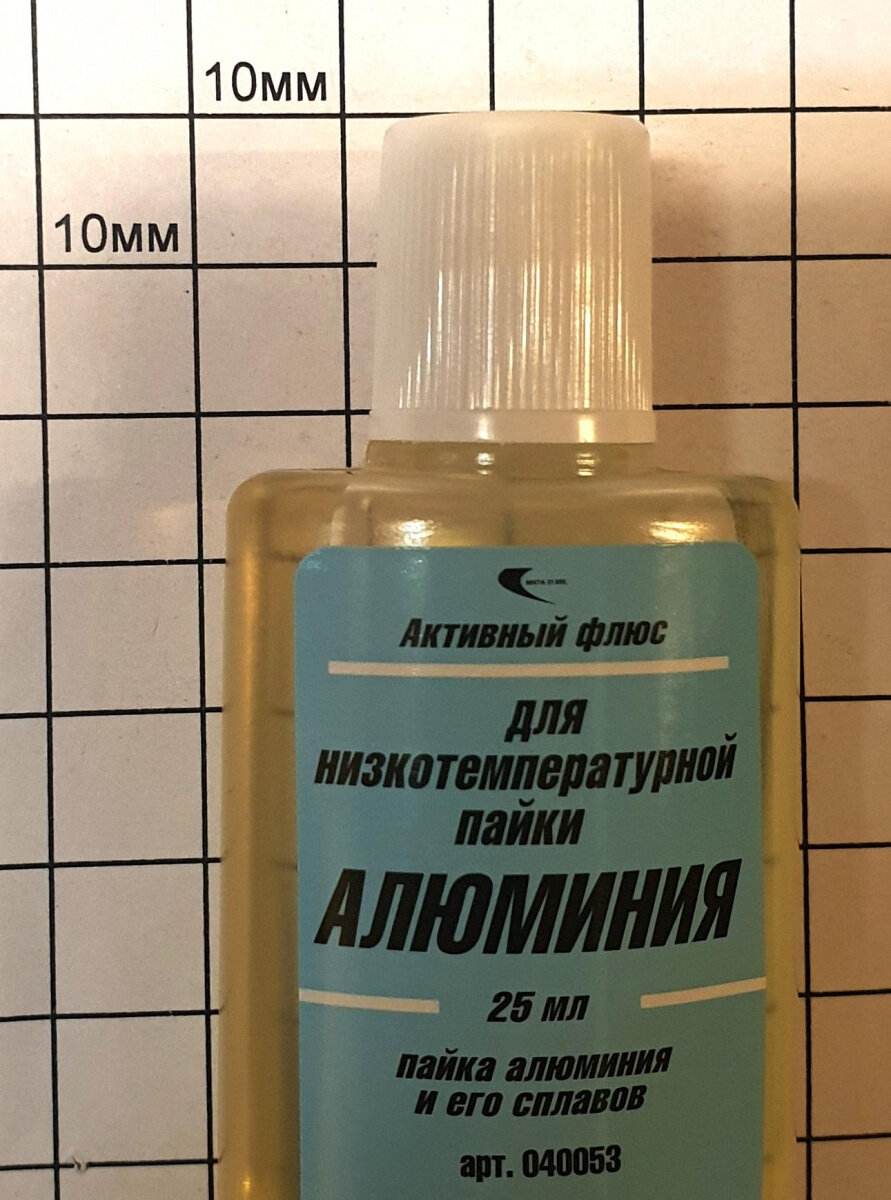 10мм
10мм
Активный флюс
для
низкотемпературной
пайки
АЛЮМИНИЯ
25 мл
пайка алюминия
и его сплавов
арт. 040053